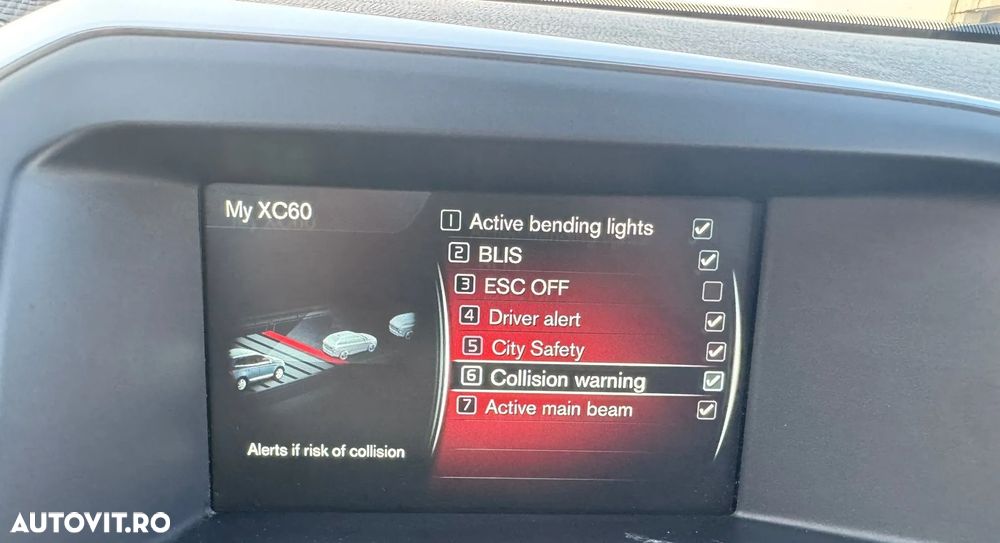 My XC60
1 Active bending lights
2 BLIS
3 ESC OFF
4 Driver alert
5 City Safety
6 Collision warning
7 Active main beam
Alerts if risk of collision
AUTOVIT.RO